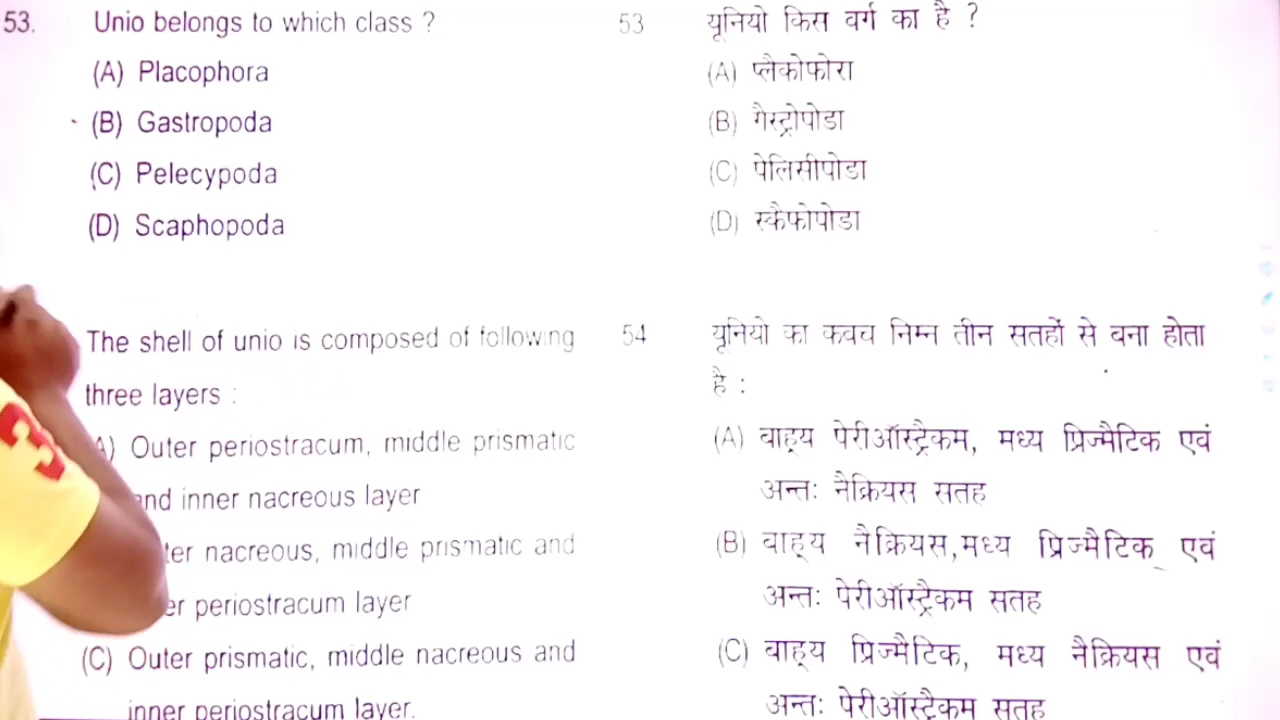 53. Unio belongs to which class ?
(A) Placophora
(B) Gastropoda
(C) Pelecypoda
(D) Scaphopoda
The shell of unio is composed of following
three layers :
A) Outer periostracum, middle prismatic
and inner nacreous layer
nacreous, middle prismatic and
periostracum layer
(C) Outer prismatic, middle nacreous and
inner periostracum layer.
53 यूनियो किस वर्ग का है ?
(A) प्लैकोफोरा
(B) गैस्ट्रोपोडा
(C) पेलिसीपोडा
(D) स्कैफोपोडा
54 यूनियो का कवच निम्न तीन सतहों से बना होता
है :
(A) वाह्य पेरीऑस्ट्रैकम, मध्य प्रिज्मैटिक एवं
अन्तः नैक्रियस सतह
(B) वाह्य नैक्रियस,मध्य प्रिज्मैटिक् एवं
अन्तः पेरीऑस्ट्रैकम सतह
(C) वाह्य प्रिज्मैटिक, मध्य नैक्रियस एवं
अन्तः पेरीऑस्ट्रैकम सतह